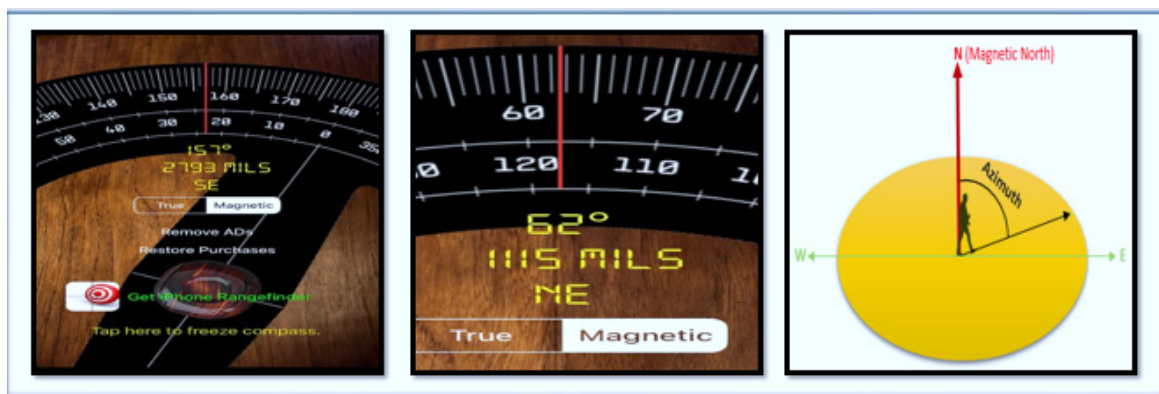 130 140 150 160 170 180
50 40 30 20 10 0 350
157°
2793 MILS
SE
True Magnetic
Remove ADs
Restore Purchases
Get iPhone Rangefinder
Tap here to freeze compass.
60 70
120 110
62°
1115 MILS
NE
True Magnetic
N (Magnetic North)
Azimuth
W E